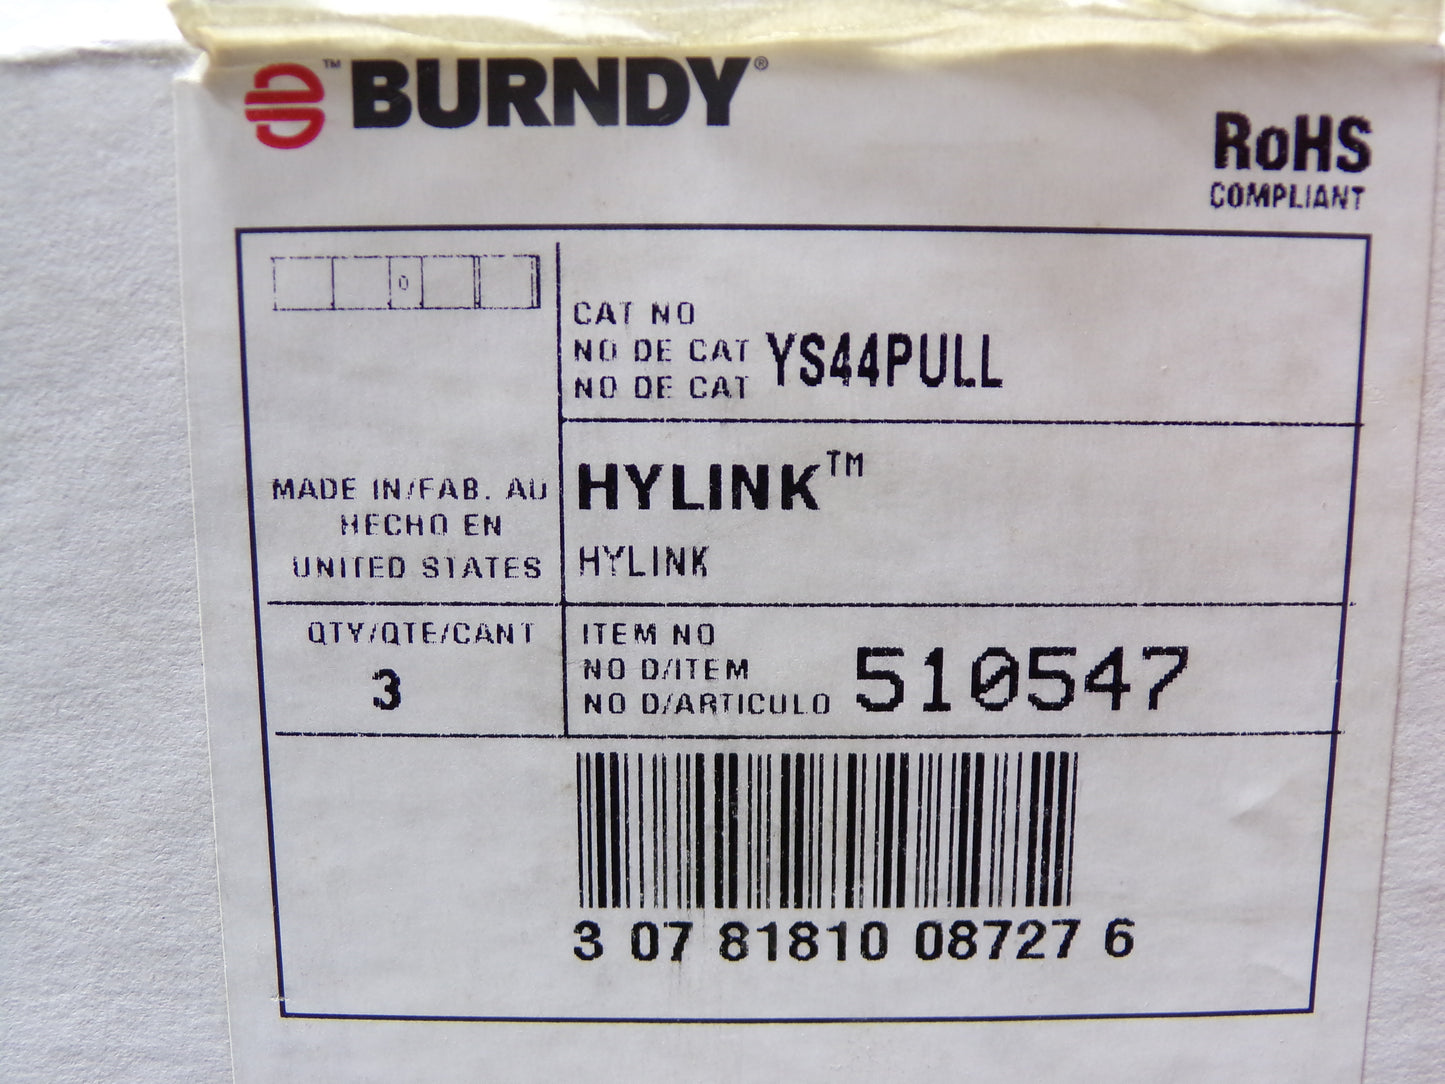 ™ BURNDY®
RoHS
COMPLIANT
0
CAT NO
NO DE CAT
NO DE CAT
YS44PULL
MADE IN/FAB. AU
HECHO EN
UNITED STATES
HYLINK™
HYLINK
QTY/QTE/CANT
3
ITEM NO
NO D/ITEM
NO D/ARTICULO
510547
3 07 81810 08727 6